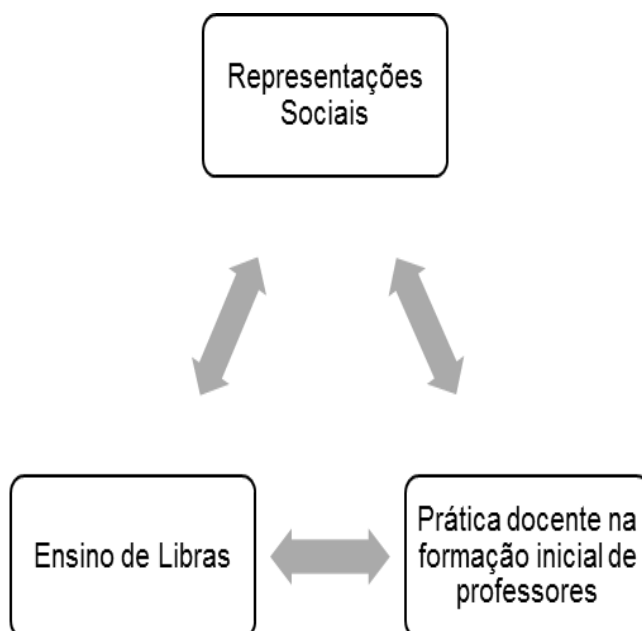 Representações
Sociais
Ensino de Libras
Prática docente na
formação inicial de
professores